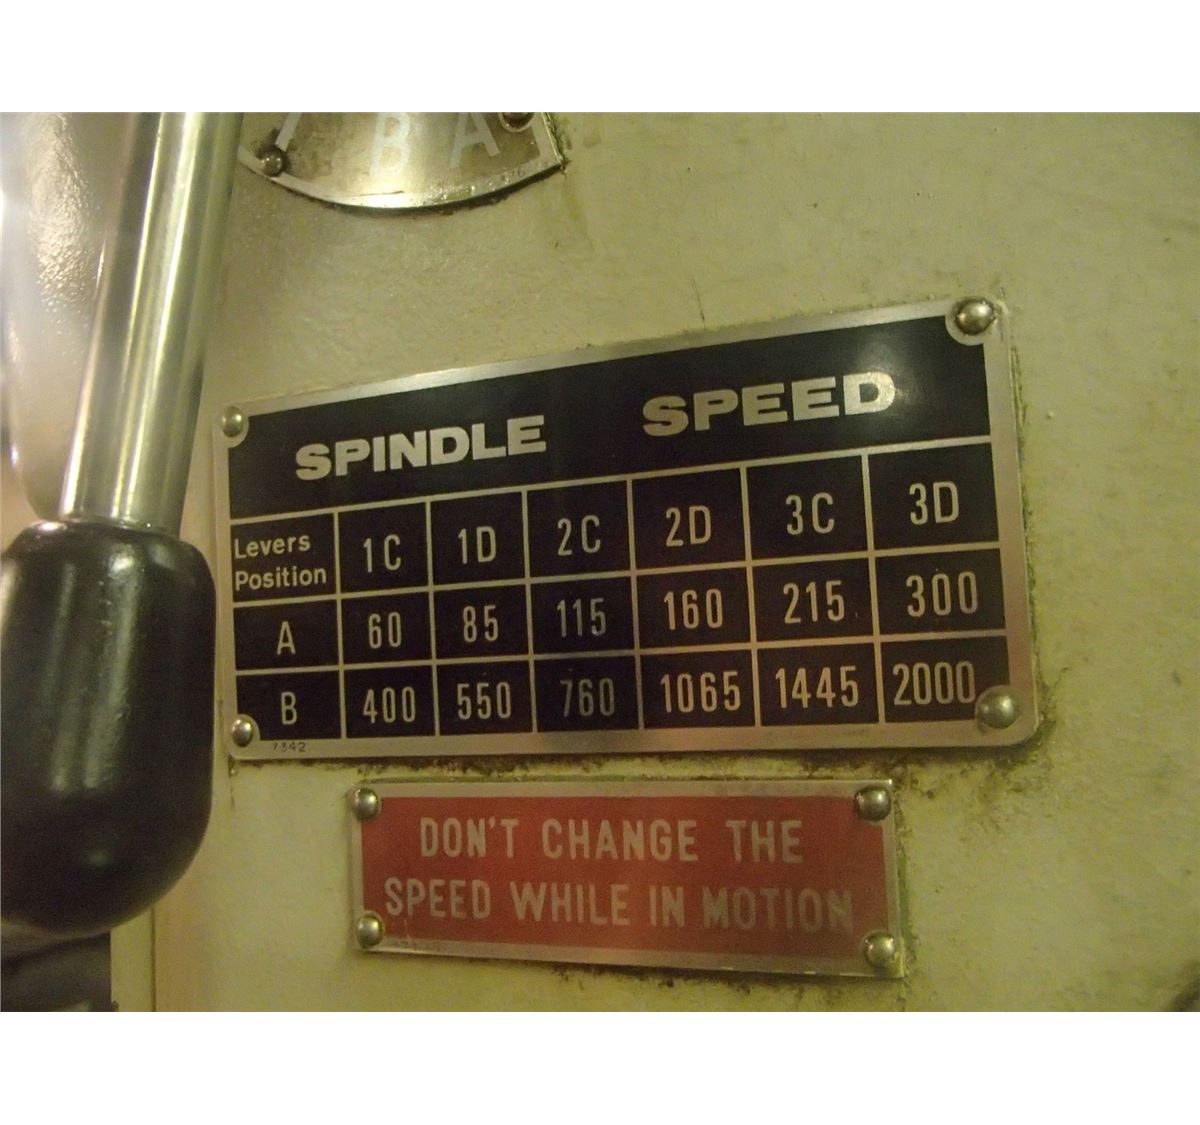 B A
SPINDLE SPEED
Levers Position 1C 1D 2C 2D 3C 3D
A 60 85 115 160 215 300
B 400 550 760 1065 1445 2000
7342
DON'T CHANGE THE
SPEED WHILE IN MOTION